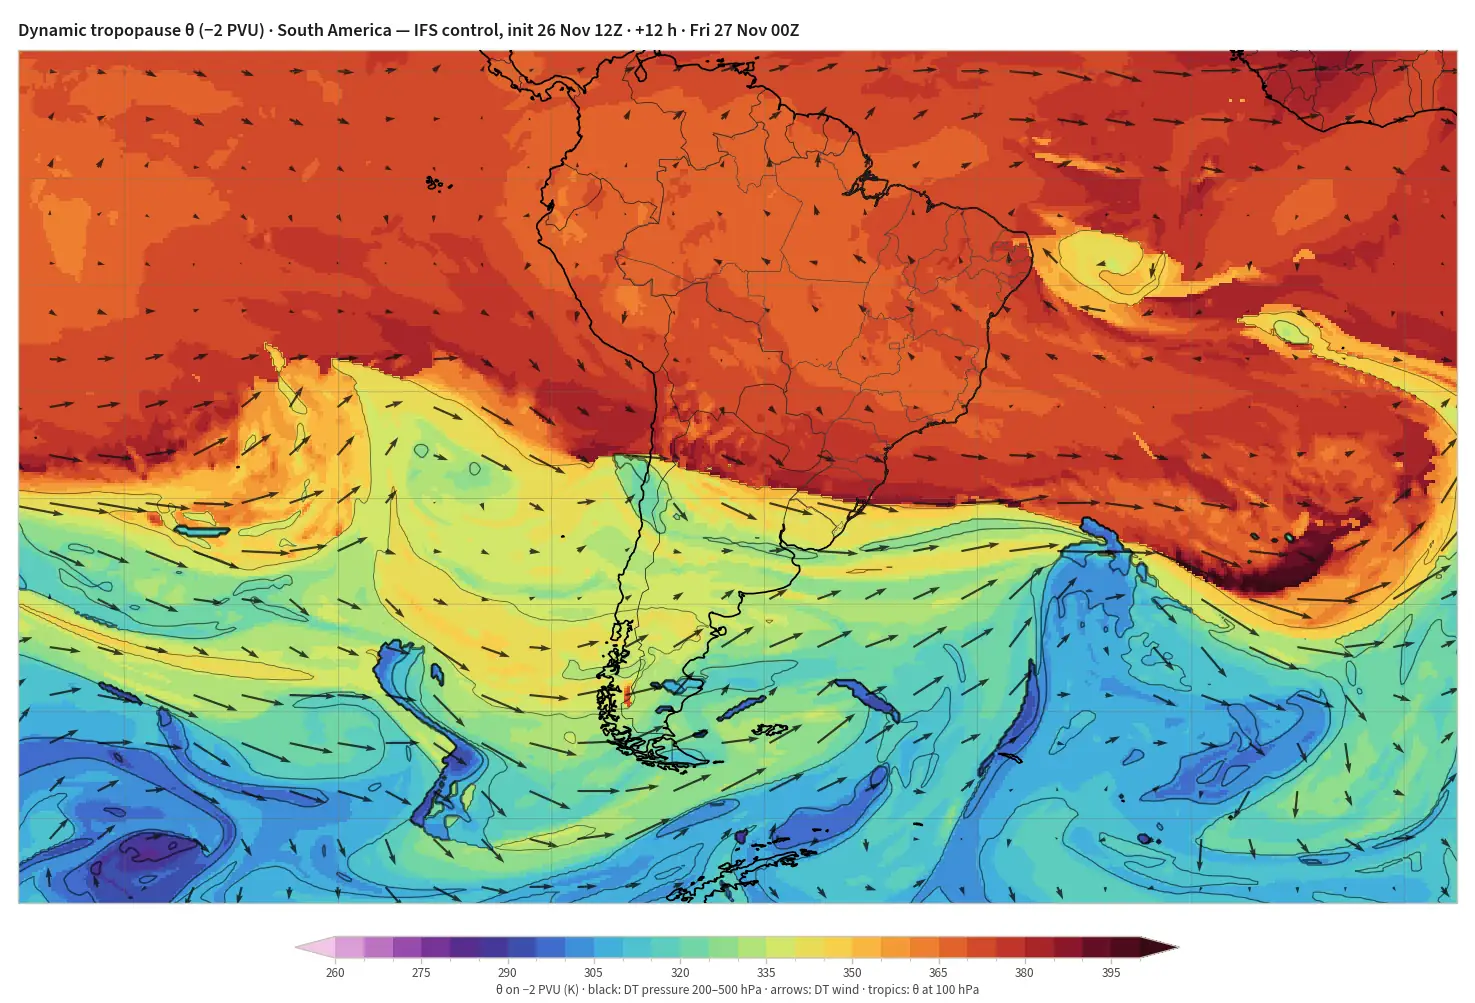 Dynamic tropopause θ (−2 PVU) · South America — IFS control, init 26 Nov 12Z · +12 h · Fri 27 Nov 00Z
260 275 290 305 320 335 350 365 380 395
θ on −2 PVU (K) · black: DT pressure 200–500 hPa · arrows: DT wind · tropics: θ at 100 hPa